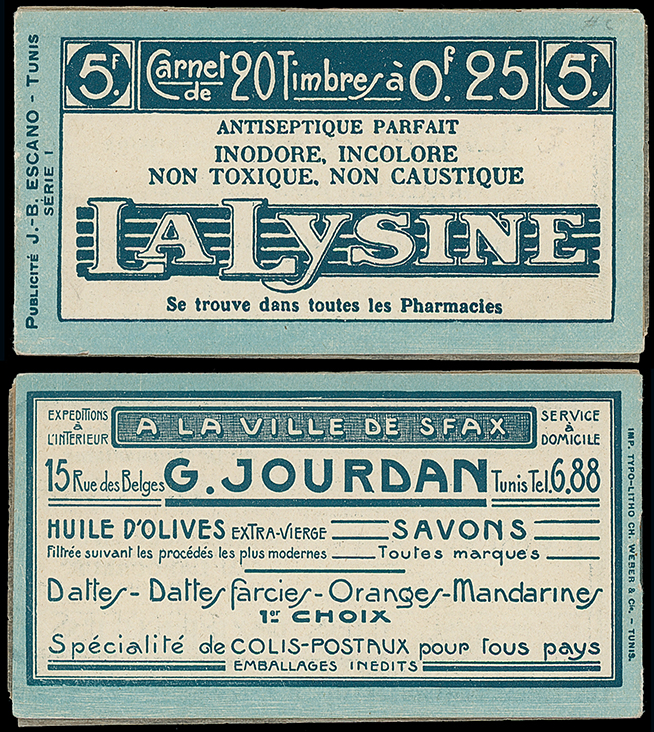 5.f Carnet de 20 Timbres à 0f. 25 5.f
ANTISEPTIQUE PARFAIT
INODORE, INCOLORE
NON TOXIQUE, NON CAUSTIQUE
LA LYSINE
Se trouve dans toutes les Pharmacies
PUBLICITÉ J.-B. ESCANO - TUNIS
SÉRIE I
EXPEDITIONS
à
L'INTÉRIEUR
A LA VILLE DE SFAX
SERVICE
à
DOMICILE
15 Rue des Belges G. JOURDAN Tunis Tel. 6.88
HUILE D'OLIVES EXTRA-VIERGE SAVONS
Filtrée suivant les procédés les plus modernes Toutes marques
Dattes - Dattes farcies - Oranges - Mandarines
1er CHOIX
Spécialité de COLIS-POSTAUX pour tous pays
EMBALLAGES INEDITS
IMP. TYPO-LITHO CH. WEBER & Cie. - TUNIS.